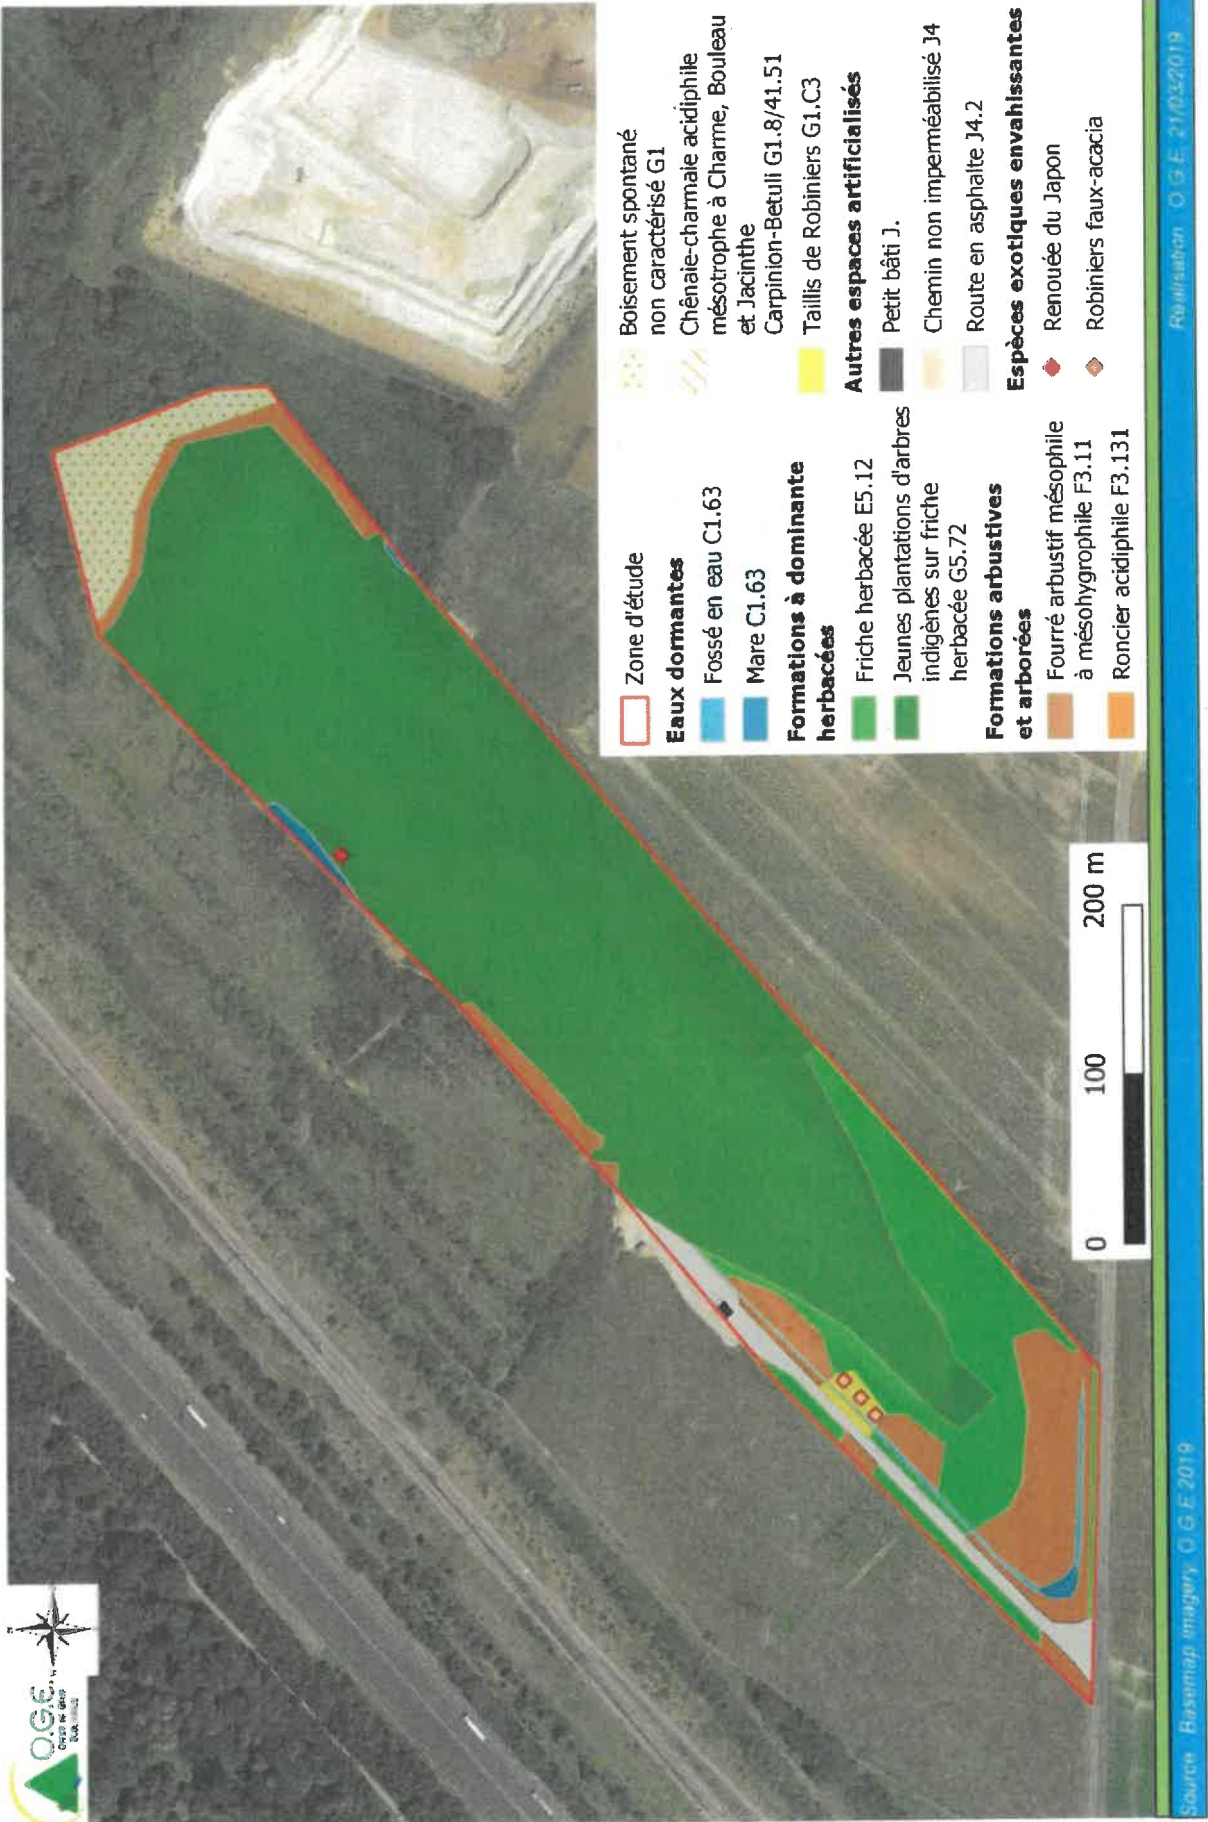 O.G.E.
Zone d'étude
Eaux dormantes
Fossé en eau C1.63
Mare C1.63
Formations à dominante
herbacées
Friche herbacée E5.12
Jeunes plantations d'arbres
indigènes sur friche
herbacée G5.72
Formations arbustives
et arborées
Fourré arbustif mésophile
à mésohygrophile F3.11
Roncier acidiphile F3.131
Boisement spontané
non caractérisé G1
Chênaie-charmaie acidiphile
mésotrophe à Charme, Bouleau
et Jacinthe
Carpinion-Betuli G1.8/41.51
Taillis de Robiniers G1.C3
Autres espaces artificialisés
Petit bâti J.
Chemin non imperméabilisé J4
Route en asphalte J4.2
Espèces exotiques envahissantes
Renouée du Japon
Robiniers faux-acacia
0 100 200 m
Source Basemap imagery O G E 2019
Réalisation O G E 21/03/2019